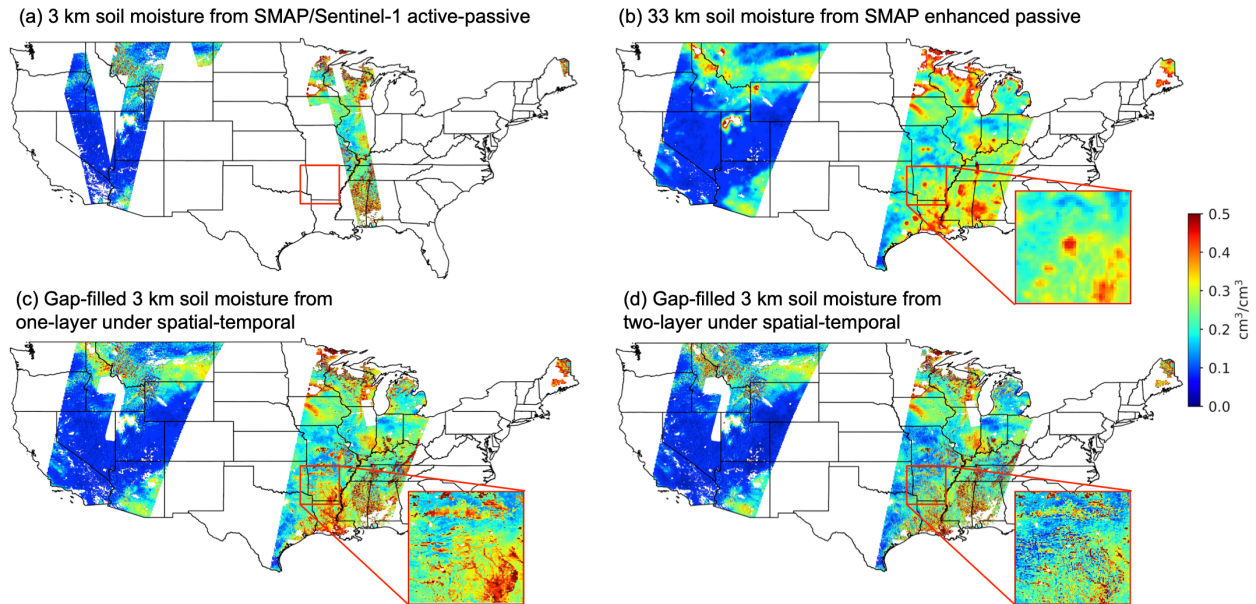 (a) 3 km soil moisture from SMAP/Sentinel-1 active-passive
(b) 33 km soil moisture from SMAP enhanced passive
(c) Gap-filled 3 km soil moisture from
one-layer under spatial-temporal
(d) Gap-filled 3 km soil moisture from
two-layer under spatial-temporal
0.5
0.4
0.3
0.2
0.1
0.0
cm³/cm³